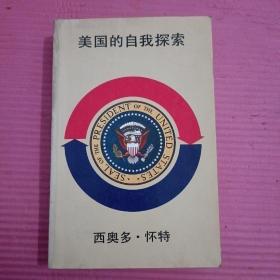 美国的自我探索
SEAL OF THE PRESIDENT OF THE UNITED STATES
西奥多·怀特